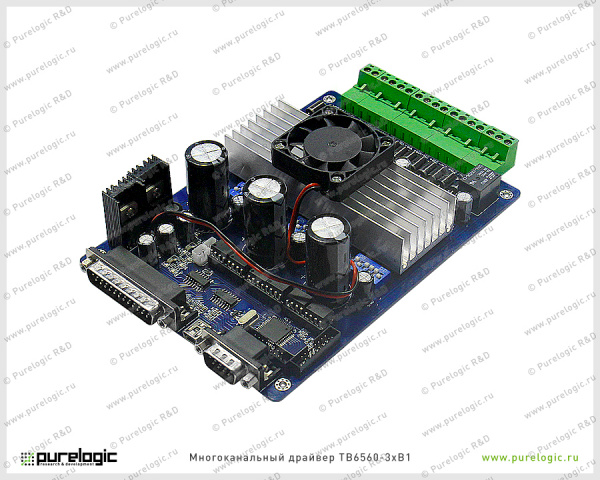 © Purelogic R&D
www.purelogic.ru
purelogic
research & development
Многоканальный драйвер TB6560-3xB1
www.purelogic.ru